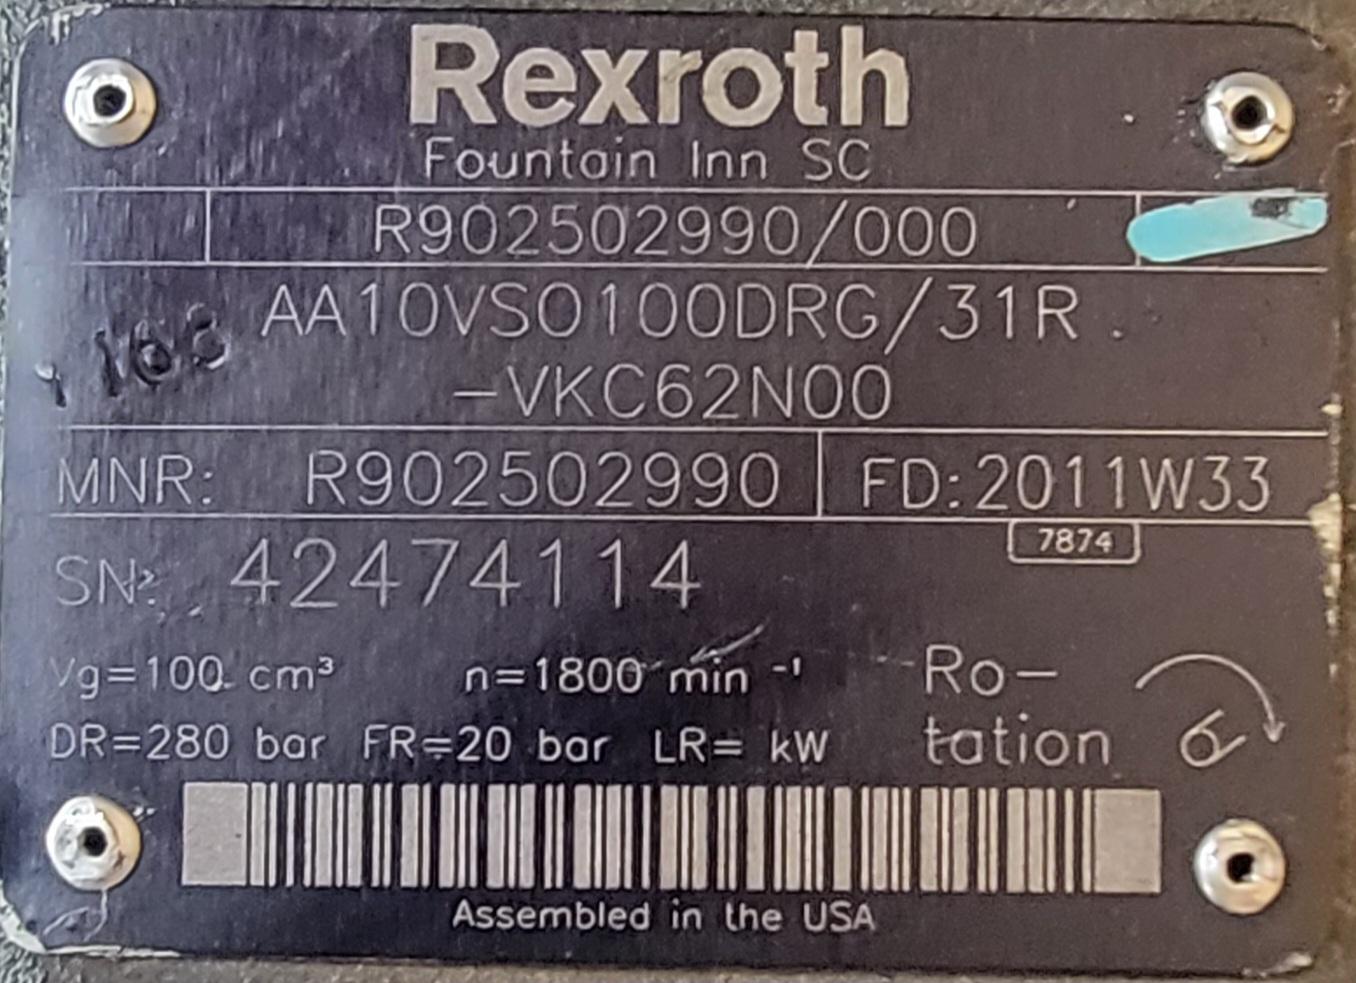 Rexroth
Fountain Inn SC
R902502990/000
AA10VSO100DRG/31R
-VKC62N00
MNR: R902502990 FD:2011W33
7874
SN: 42474114
Vg=100. cm³ n=1800 min⁻¹
DR=280 bar FR=20 bar LR= kW
Ro-
tation
Assembled in the USA